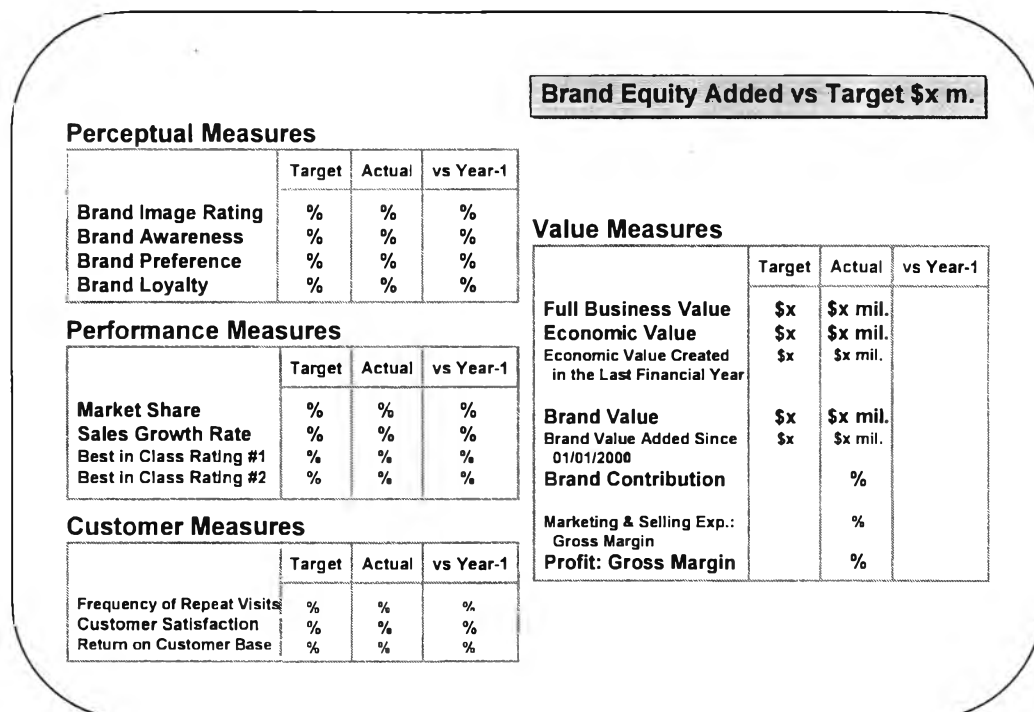 Brand Equity Added vs Target $x m.
Perceptual Measures
Target Actual vs Year-1
Brand Image Rating % % %
Brand Awareness % % %
Brand Preference % % %
Brand Loyalty % % %
Performance Measures
Target Actual vs Year-1
Market Share % % %
Sales Growth Rate % % %
Best in Class Rating #1 % % %
Best in Class Rating #2 % % %
Customer Measures
Target Actual vs Year-1
Frequency of Repeat Visits % % %
Customer Satisfaction % % %
Return on Customer Base % % %
Value Measures
Target Actual vs Year-1
Full Business Value $x $x mil.
Economic Value $x $x mil.
Economic Value Created $x $x mil.
in the Last Financial Year
Brand Value $x $x mil.
Brand Value Added Since $x $x mil.
01/01/2000
Brand Contribution %
Marketing & Selling Exp.: %
Gross Margin
Profit: Gross Margin %